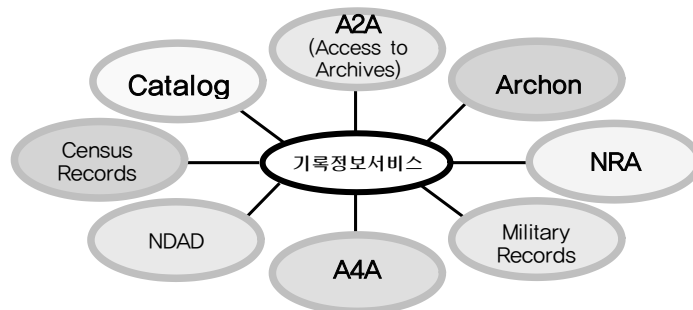 A2A
(Access to
Archives)
Catalog
Archon
Census
Records
기록정보서비스
NRA
NDAD
A4A
Military
Records